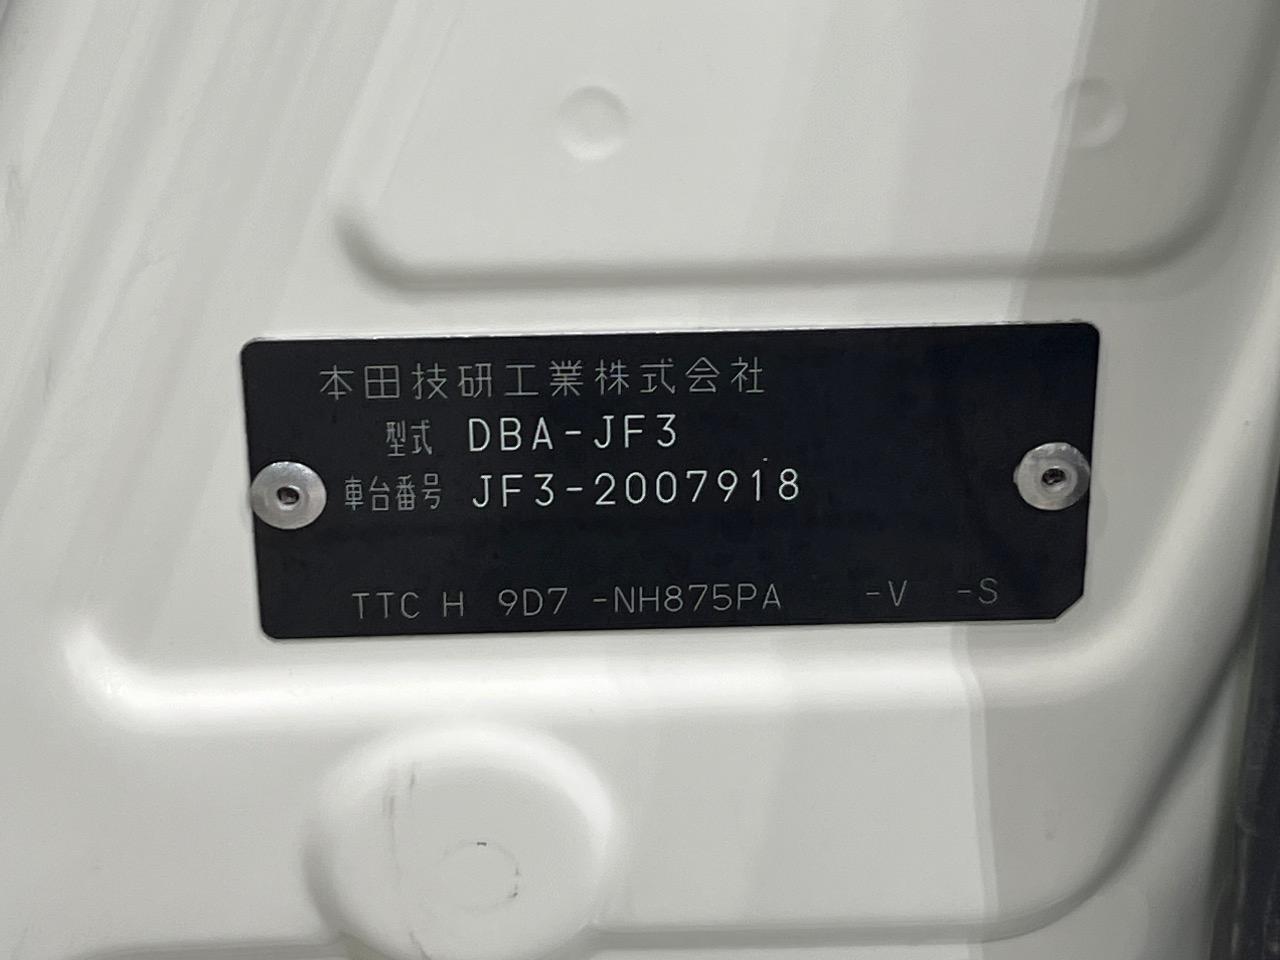 本田技研工業株式会社
型式 DBA-JF3
車台番号 JF3-2007918
TTC H 9D7 -NH875PA -V -S